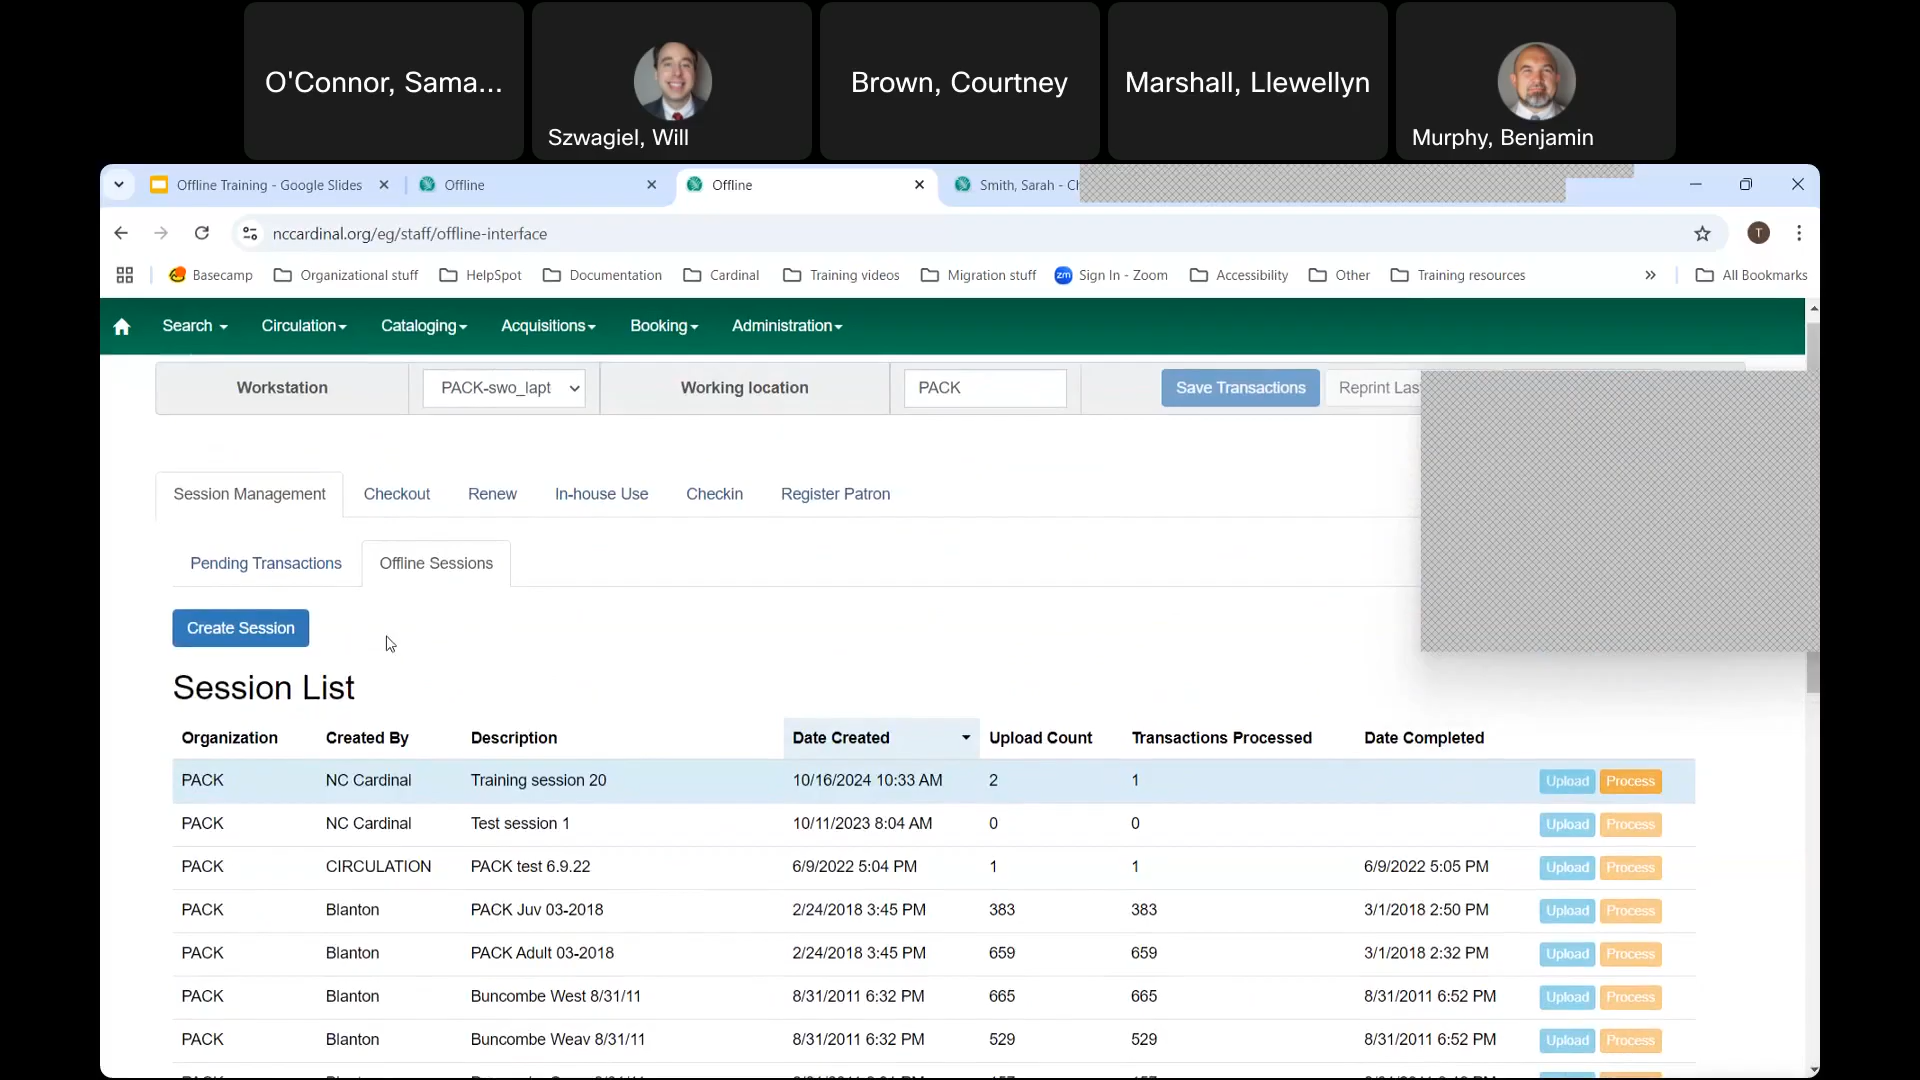 O'Connor, Sama...
Szwagiel, Will
Brown, Courtney
Marshall, Llewellyn
Murphy, Benjamin
Offline Training - Google Slides
Offline
Offline
Smith, Sarah - Ch
nccardinal.org/eg/staff/offline-interface
T
Basecamp
Organizational stuff
HelpSpot
Documentation
Cardinal
Training videos
Migration stuff
zm
Sign In - Zoom
Accessibility
Other
Training resources
All Bookmarks
Search
Circulation
Cataloging
Acquisitions
Booking
Administration
Workstation
PACK-swo_lapt
Working location
PACK
Save Transactions
Reprint Las
Session Management
Checkout
Renew
In-house Use
Checkin
Register Patron
Pending Transactions
Offline Sessions
Create Session
Session List
Organization Created By Description Date Created Upload Count Transactions Processed Date Completed
PACK NC Cardinal Training session 20 10/16/2024 10:33 AM 2 1 Upload Process
PACK NC Cardinal Test session 1 10/11/2023 8:04 AM 0 0 Upload Process
PACK CIRCULATION PACK test 6.9.22 6/9/2022 5:04 PM 1 1 6/9/2022 5:05 PM Upload Process
PACK Blanton PACK Juv 03-2018 2/24/2018 3:45 PM 383 383 3/1/2018 2:50 PM Upload Process
PACK Blanton PACK Adult 03-2018 2/24/2018 3:45 PM 659 659 3/1/2018 2:32 PM Upload Process
PACK Blanton Buncombe West 8/31/11 8/31/2011 6:32 PM 665 665 8/31/2011 6:52 PM Upload Process
PACK Blanton Buncombe Weav 8/31/11 8/31/2011 6:32 PM 529 529 8/31/2011 6:52 PM Upload Process